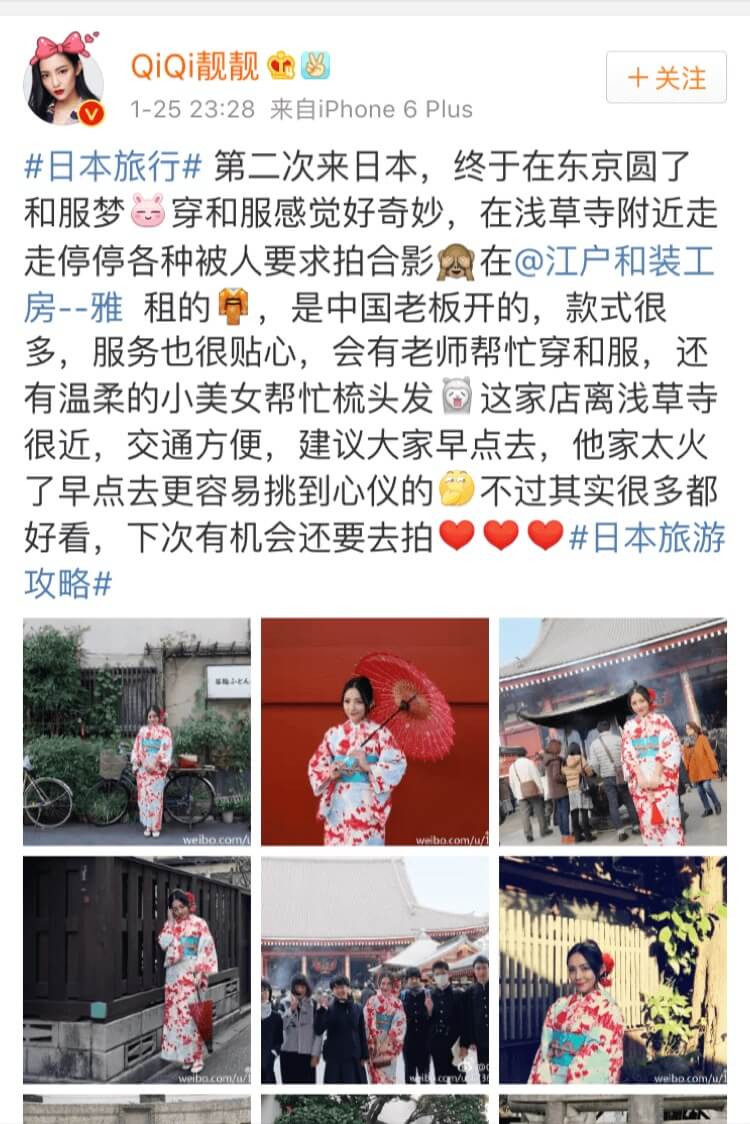 QiQi靓靓
+关注
1-25 23:28 来自iPhone 6 Plus
#日本旅行# 第二次来日本，终于在东京圆了
和服梦穿和服感觉好奇妙，在浅草寺附近走
走停停各种被人要求拍合影在@江户和装工
房--雅 租的，是中国老板开的，款式很
多，服务也很贴心，会有老师帮忙穿和服，还
有温柔的小美女帮忙梳头发这家店离浅草寺
很近，交通方便，建议大家早点去，他家太火
了早点去更容易挑到心仪的不过其实很多都
好看，下次有机会还要去拍#日本旅游
攻略#
weibo.com/u/
weibo.com/u/1
weibo.com/u/
weibo.com/u/
weibo.com/u/